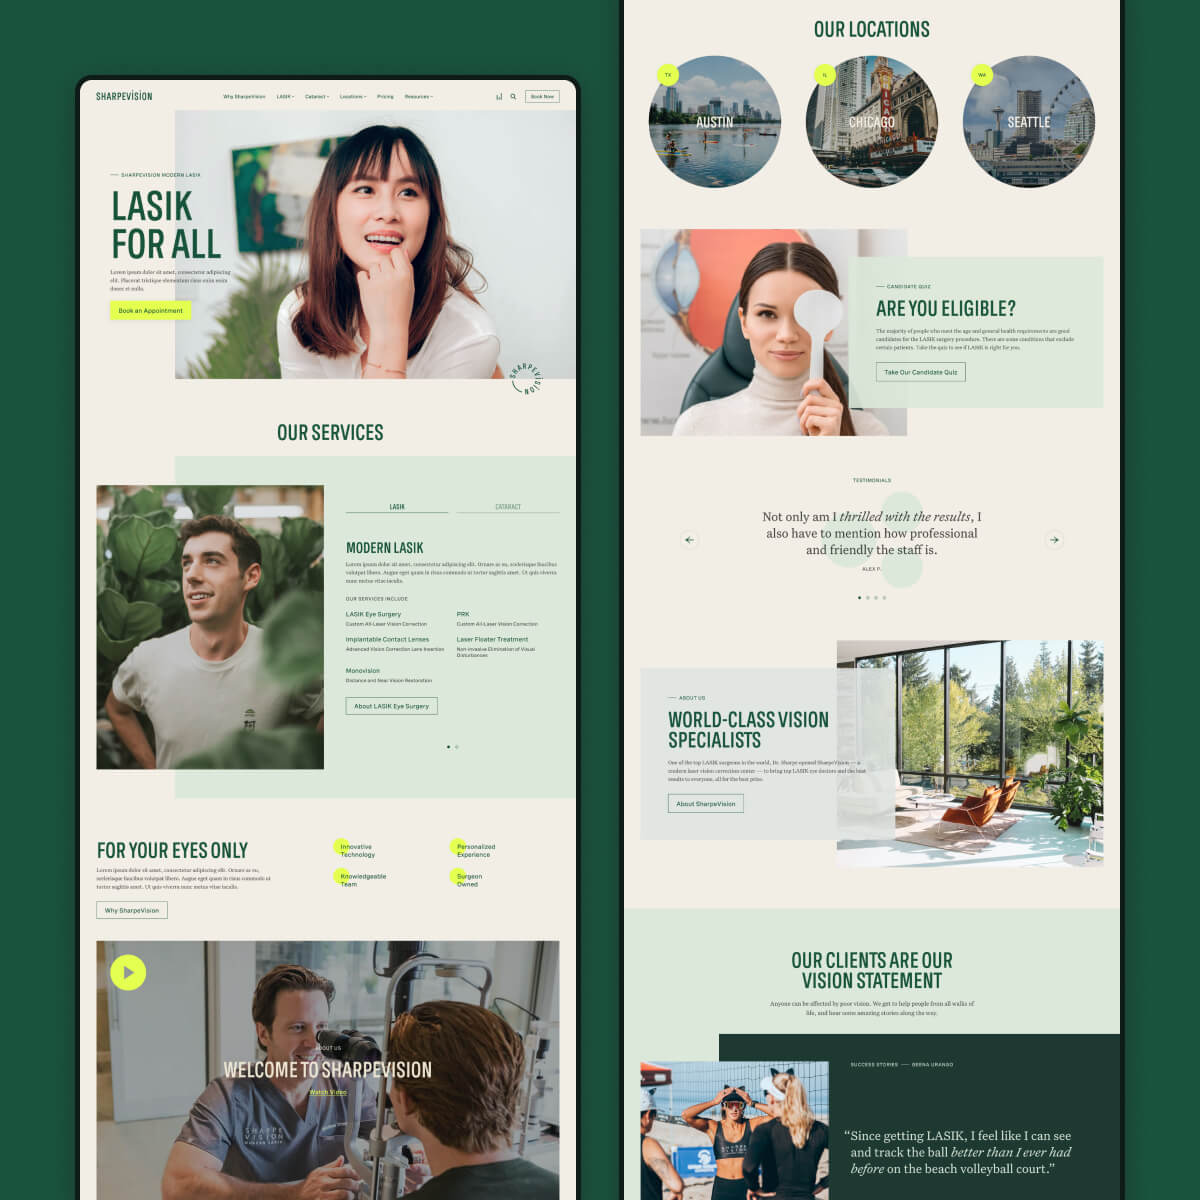 SHARPEVISION
Why SharpeVision
LASIK
Cataract
Locations
Pricing
Resources
Book Now
SHARPEVISION MODERN LASIK
LASIK
FOR ALL
Lorem ipsum dolor sit amet, consectetur adipiscing
elit. Placerat tristique elementum risus enim enim
donec et nulla.
Book an Appointment
SHARPEVISION
OUR SERVICES
LASIK
CATARACT
MODERN LASIK
Lorem ipsum dolor sit amet, consectetur adipiscing elit. Ornare ac eu, scelerisque faucibus
volutpat libero. Augue eget quam in risus commodo ut tortor sagittis amet. Ut quis viverra
nunc metus vitae iaculis.
OUR SERVICES INCLUDE
LASIK Eye Surgery
Custom All-Laser Vision Correction
PRK
Custom All-Laser Vision Correction
Implantable Contact Lenses
Advanced Vision Correction Lens Insertion
Laser Floater Treatment
Non-invasive Elimination of Visual
Disturbances
Monovision
Distance and Near Vision Restoration
About LASIK Eye Surgery
FOR YOUR EYES ONLY
Lorem ipsum dolor sit amet, consectetur adipiscing elit. Ornare ac eu,
scelerisque faucibus volutpat libero. Augue eget quam in risus commodo ut
tortor sagittis amet. Ut quis viverra nunc metus vitae iaculis.
Why SharpeVision
Innovative
Technology
Personalized
Experience
Knowledgeable
Team
Surgeon
Owned
ABOUT US
WELCOME TO SHARPEVISION
Watch Video
SHARPE
VISION
MODERN LASIK
OUR LOCATIONS
TX
AUSTIN
IL
CHICAGO
WA
SEATTLE
CANDIDATE QUIZ
ARE YOU ELIGIBLE?
The majority of people who meet the age and general health requirements are good
candidates for the LASIK surgery procedure. There are some conditions that exclude
certain patients. Take the quiz to see if LASIK is right for you.
Take Our Candidate Quiz
TESTIMONIALS
Not only am I thrilled with the results, I
also have to mention how professional
and friendly the staff is.
ALEX P.
ABOUT US
WORLD-CLASS VISION
SPECIALISTS
One of the top LASIK surgeons in the world, Dr. Sharpe opened SharpeVision — a
modern laser vision correction center — to bring top LASIK eye doctors and the best
results to everyone, all for the best price.
About SharpeVision
OUR CLIENTS ARE OUR
VISION STATEMENT
Anyone can be affected by poor vision. We get to help people from all walks of
life, and hear some amazing stories along the way.
SUCCESS STORIES — GEENA URANGO
“Since getting LASIK, I feel like I can see
and track the ball better than I ever had
before on the beach volleyball court.”